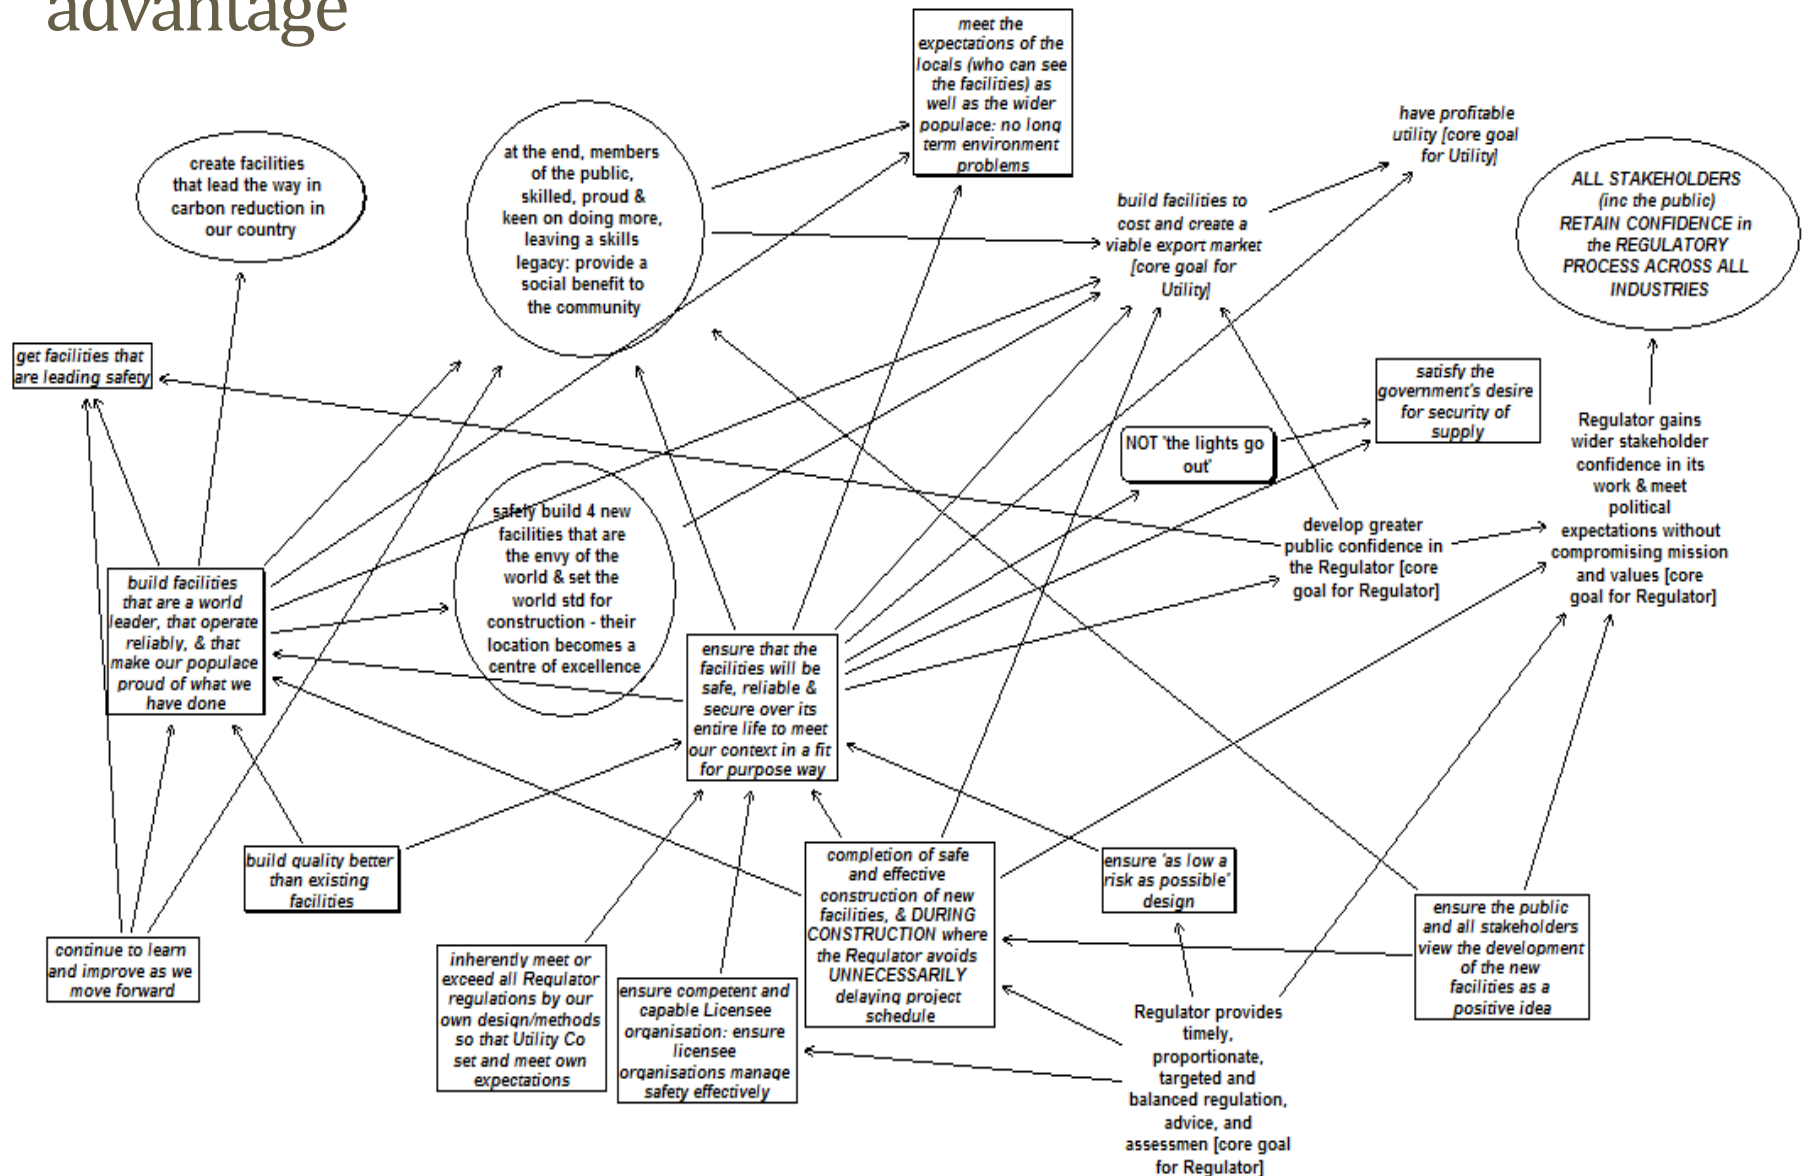 advantage
meet the
expectations of the
locals (who can see
the facilities) as
well as the wider
populace: no long
term environment
problems
create facilities
that lead the way in
carbon reduction in
our country
at the end, members
of the public,
skilled, proud &
keen on doing more,
leaving a skills
legacy: provide a
social benefit to
the community
have profitable
utility [core goal
for Utility]
build facilities to
cost and create a
viable export market
[core goal for
Utility]
ALL STAKEHOLDERS
(inc the public)
RETAIN CONFIDENCE in
the REGULATORY
PROCESS ACROSS ALL
INDUSTRIES
get facilities that
are leading safety
satisfy the
government's desire
for security of
supply
NOT 'the lights go
out'
Regulator gains
wider stakeholder
confidence in its
work & meet
political
expectations without
compromising mission
and values [core
goal for Regulator]
safely build 4 new
facilities that are
the envy of the
world & set the
world std for
construction - their
location becomes a
centre of excellence
develop greater
public confidence in
the Regulator [core
goal for Regulator]
build facilities
that are a world
leader, that operate
reliably, & that
make our populace
proud of what we
have done
ensure that the
facilities will be
safe, reliable &
secure over its
entire life to meet
our context in a fit
for purpose way
build quality better
than existing
facilities
completion of safe
and effective
construction of new
facilities, & DURING
CONSTRUCTION where
the Regulator avoids
UNNECESSARILY
delaying project
schedule
ensure 'as low a
risk as possible'
design
ensure the public
and all stakeholders
view the development
of the new
facilities as a
positive idea
continue to learn
and improve as we
move forward
inherently meet or
exceed all Regulator
regulations by our
own design/methods
so that Utility Co
set and meet own
expectations
ensure competent and
capable Licensee
organisation: ensure
licensee
organisations manage
safety effectively
Regulator provides
timely,
proportionate,
targeted and
balanced regulation,
advice, and
assessmen [core goal
for Regulator]